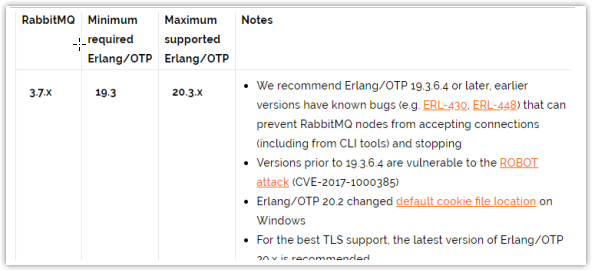 RabbitMQ Minimum required Erlang/OTP Maximum supported Erlang/OTP Notes
3.7.x 19.3 20.3.x
• We recommend Erlang/OTP 19.3.6.4 or later, earlier
versions have known bugs (e.g. ERL-430, ERL-448) that can
prevent RabbitMQ nodes from accepting connections
(including from CLI tools) and stopping
• Versions prior to 19.3.6.4 are vulnerable to the ROBOT
attack (CVE-2017-1000385)
• Erlang/OTP 20.2 changed default cookie file location on
Windows
• For the best TLS support, the latest version of Erlang/OTP
20.x is recommended